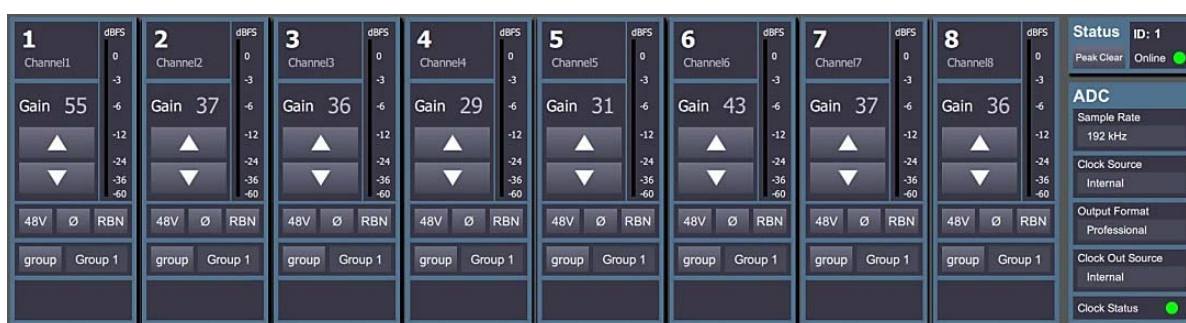 1
Channel1
dBFS
0
-3
-6
-12
-24
-36
-60
Gain 55
48V Ø RBN
group Group 1
2
Channel2
dBFS
0
-3
-6
-12
-24
-36
-60
Gain 37
48V Ø RBN
group Group 1
3
Channel3
dBFS
0
-3
-6
-12
-24
-36
-60
Gain 36
48V Ø RBN
group Group 1
4
Channel4
dBFS
0
-3
-6
-12
-24
-36
-60
Gain 29
48V Ø RBN
group Group 1
5
Channel5
dBFS
0
-3
-6
-12
-24
-36
-60
Gain 31
48V Ø RBN
group Group 1
6
Channel6
dBFS
0
-3
-6
-12
-24
-36
-60
Gain 43
48V Ø RBN
group Group 1
7
Channel7
dBFS
0
-3
-6
-12
-24
-36
-60
Gain 37
48V Ø RBN
group Group 1
8
Channel8
dBFS
0
-3
-6
-12
-24
-36
-60
Gain 36
48V Ø RBN
group Group 1
Status ID: 1
Peak Clear Online
ADC
Sample Rate
192 kHz
Clock Source
Internal
Output Format
Professional
Clock Out Source
Internal
Clock Status